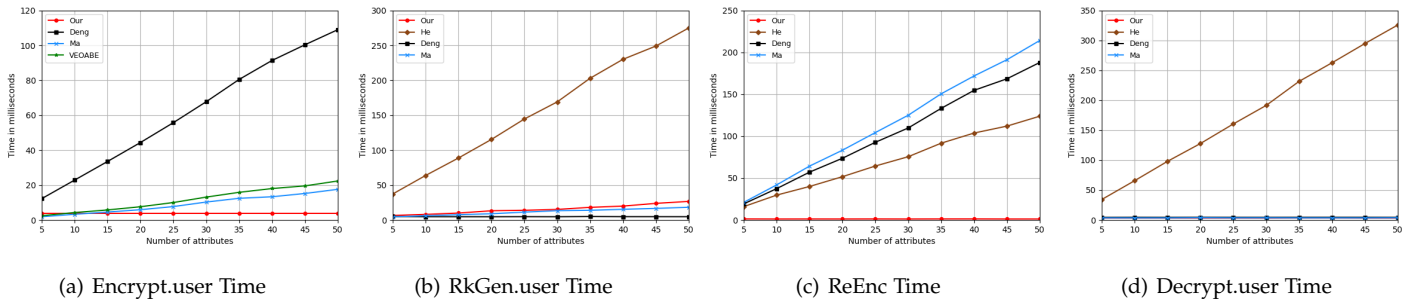 120
100
80
60
40
20
0
Time in milliseconds
Our
Deng
Ma
VEOABE
5 10 15 20 25 30 35 40 45 50
Number of attributes
(a) Encrypt.user Time
300
250
200
150
100
50
0
Time in milliseconds
Our
He
Deng
Ma
5 10 15 20 25 30 35 40 45 50
Number of attributes
(b) RkGen.user Time
250
200
150
100
50
0
Time in milliseconds
Our
He
Deng
Ma
5 10 15 20 25 30 35 40 45 50
Number of attributes
(c) ReEnc Time
350
300
250
200
150
100
50
0
Time in milliseconds
Our
He
Deng
Ma
5 10 15 20 25 30 35 40 45 50
Number of attributes
(d) Decrypt.user Time